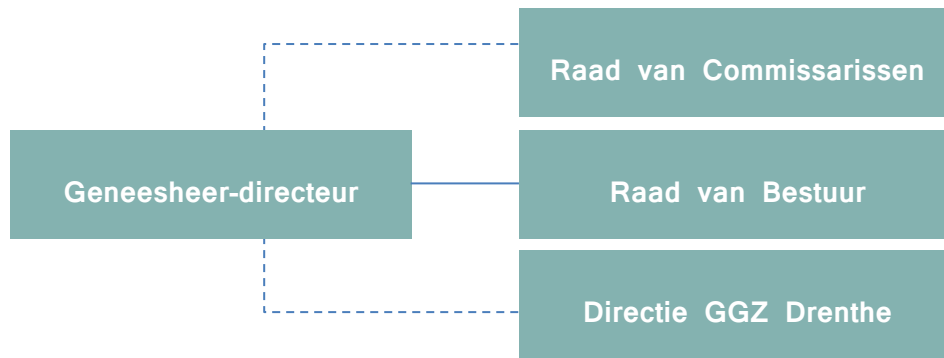 Raad van Commissarissen
Geneesheer-directeur
Raad van Bestuur
Directie GGZ Drenthe